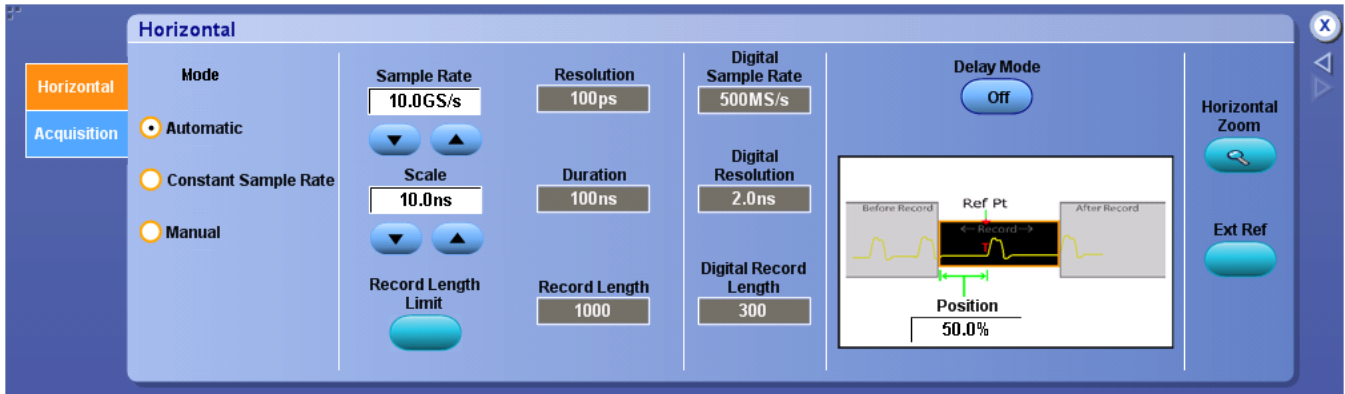 Horizontal
Horizontal
Acquisition
Mode
Automatic
Constant Sample Rate
Manual
Sample Rate
10.0GS/s
Scale
10.0ns
Record Length
Limit
Resolution
100ps
Duration
100ns
Record Length
1000
Digital
Sample Rate
500MS/s
Digital
Resolution
2.0ns
Digital Record
Length
300
Delay Mode
Off
Before Record
Ref Pt
After Record
Record
T
Position
50.0%
Horizontal
Zoom
Ext Ref
X